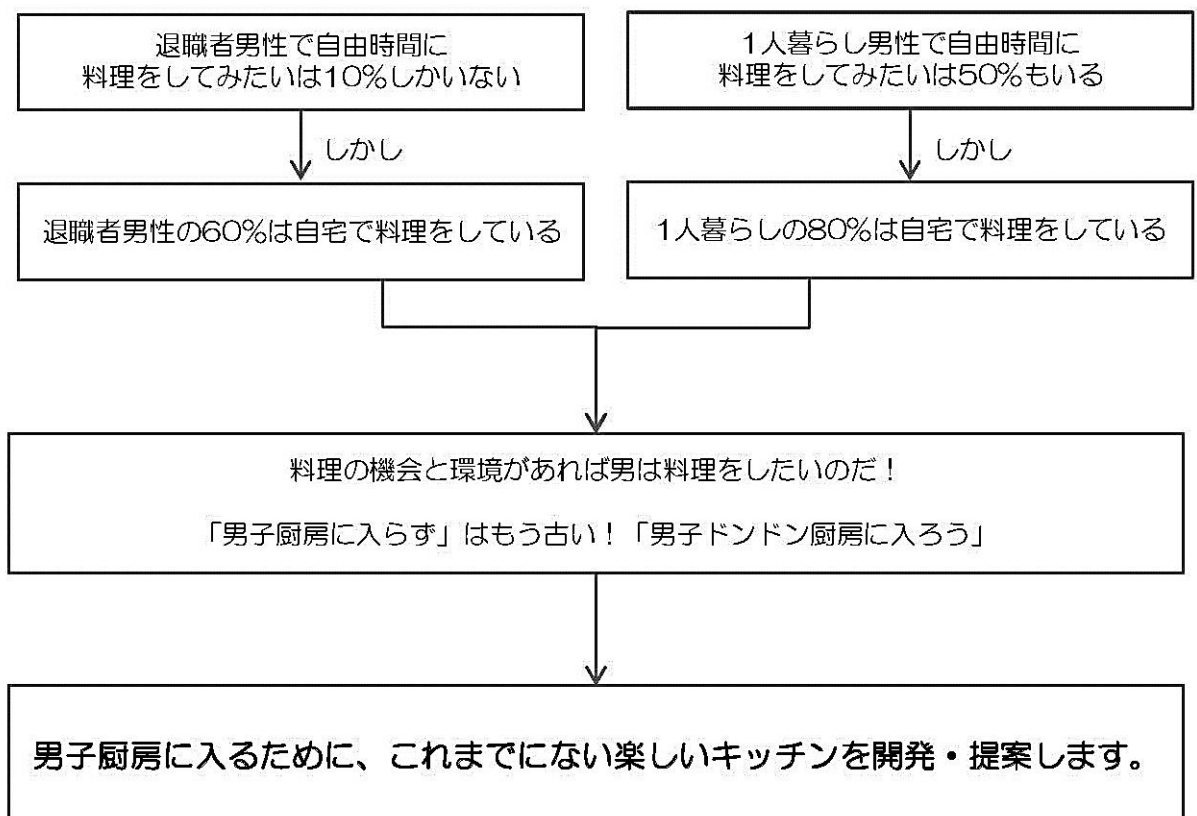 退職者男性で自由時間に
料理をしてみたいは10%しかいない
1人暮らし男性で自由時間に
料理をしてみたいは50%もいる
しかし
しかし
退職者男性の60%は自宅で料理をしている
1人暮らしの80%は自宅で料理をしている
料理の機会と環境があれば男は料理をしたいのだ！
「男子厨房に入らず」はもう古い！「男子ドンドン厨房に入ろう」
男子厨房に入るために、これまでにない楽しいキッチンを開発・提案します。